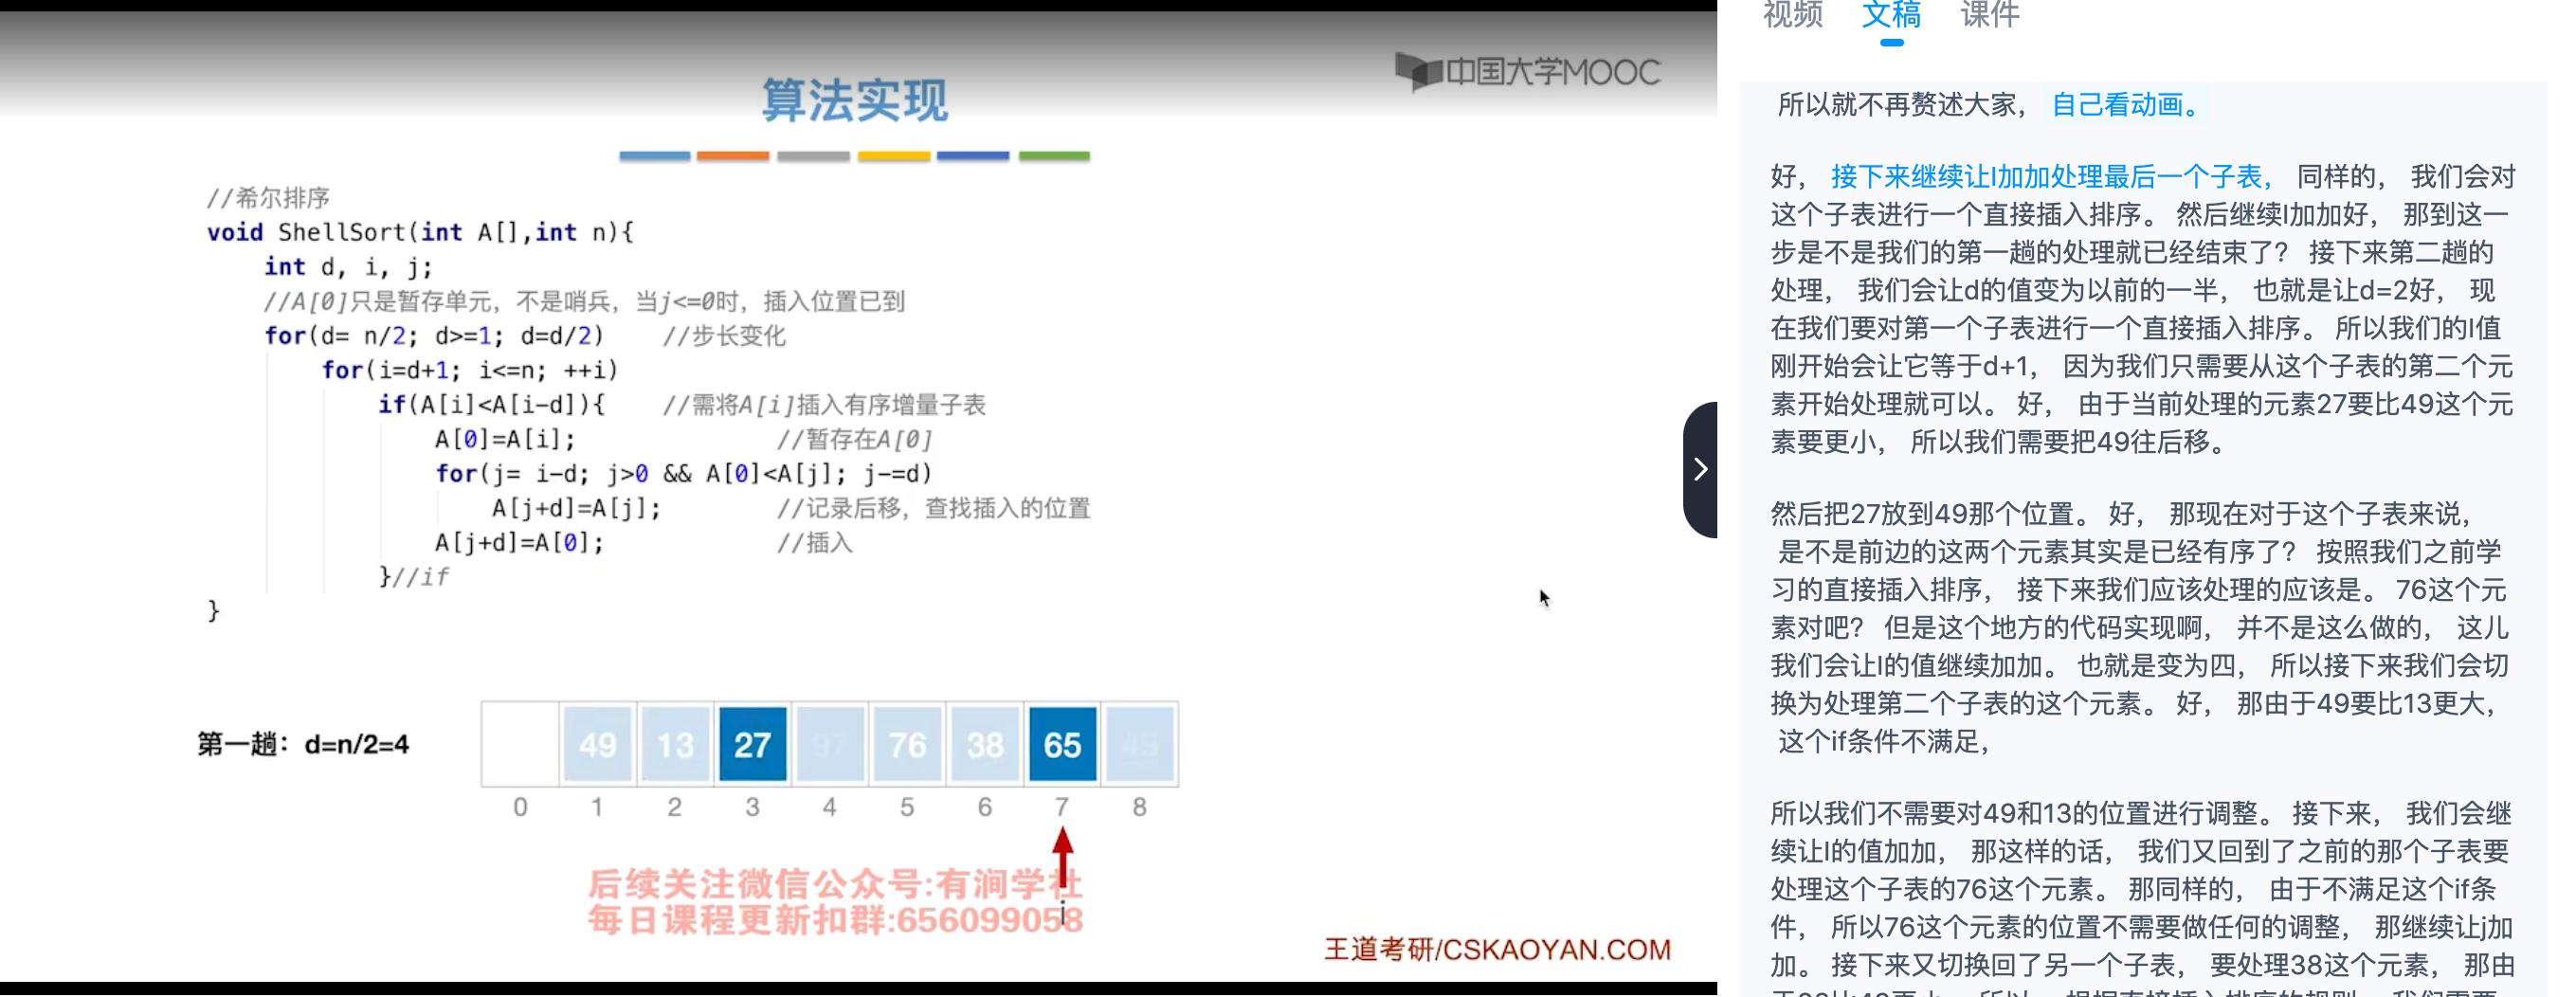 中国大学MOOC
算法实现
//希尔排序
void ShellSort(int A[],int n){
int d, i, j;
//A[0]只是暂存单元，不是哨兵，当j<=0时，插入位置已到
for(d= n/2; d>=1; d=d/2) //步长变化
for(i=d+1; i<=n; ++i)
if(A[i]<A[i-d]){ //需将A[i]插入有序增量子表
A[0]=A[i]; //暂存在A[0]
for(j= i-d; j>0 && A[0]<A[j]; j-=d)
A[j+d]=A[j]; //记录后移，查找插入的位置
A[j+d]=A[0]; //插入
}//if
}
第一趟：d=n/2=4
49 13 27 97 76 38 65 49
0 1 2 3 4 5 6 7 8
i
后续关注微信公众号:有涧学社
每日课程更新扣群:656099058
王道考研/CSKAOYAN.COM
视频 文稿 课件
所以就不再赘述大家， 自己看动画。
好， 接下来继续让I加加处理最后一个子表， 同样的， 我们会对
这个子表进行一个直接插入排序。 然后继续I加加好， 那到这一
步是不是我们的第一趟的处理就已经结束了？ 接下来第二趟的
处理， 我们会让d的值变为以前的一半， 也就是让d=2好， 现
在我们要对第一个子表进行一个直接插入排序。 所以我们的I值
刚开始会让它等于d+1， 因为我们只需要从这个子表的第二个元
素开始处理就可以。 好， 由于当前处理的元素27要比49这个元
素要更小， 所以我们需要把49往后移。
然后把27放到49那个位置。 好， 那现在对于这个子表来说，
是不是前边的这两个元素其实是已经有序了？ 按照我们之前学
习的直接插入排序， 接下来我们应该处理的应该是。 76这个元
素对吧？ 但是这个地方的代码实现啊， 并不是这么做的， 这儿
我们会让I的值继续加加。 也就是变为四， 所以接下来我们会切
换为处理第二个子表的这个元素。 好， 那由于49要比13更大，
这个if条件不满足，
所以我们不需要对49和13的位置进行调整。 接下来， 我们会继
续让I的值加加， 那这样的话， 我们又回到了之前的那个子表要
处理这个子表的76这个元素。 那同样的， 由于不满足这个if条
件， 所以76这个元素的位置不需要做任何的调整， 那继续让j加
加。 接下来又切换回了另一个子表， 要处理38这个元素， 那由